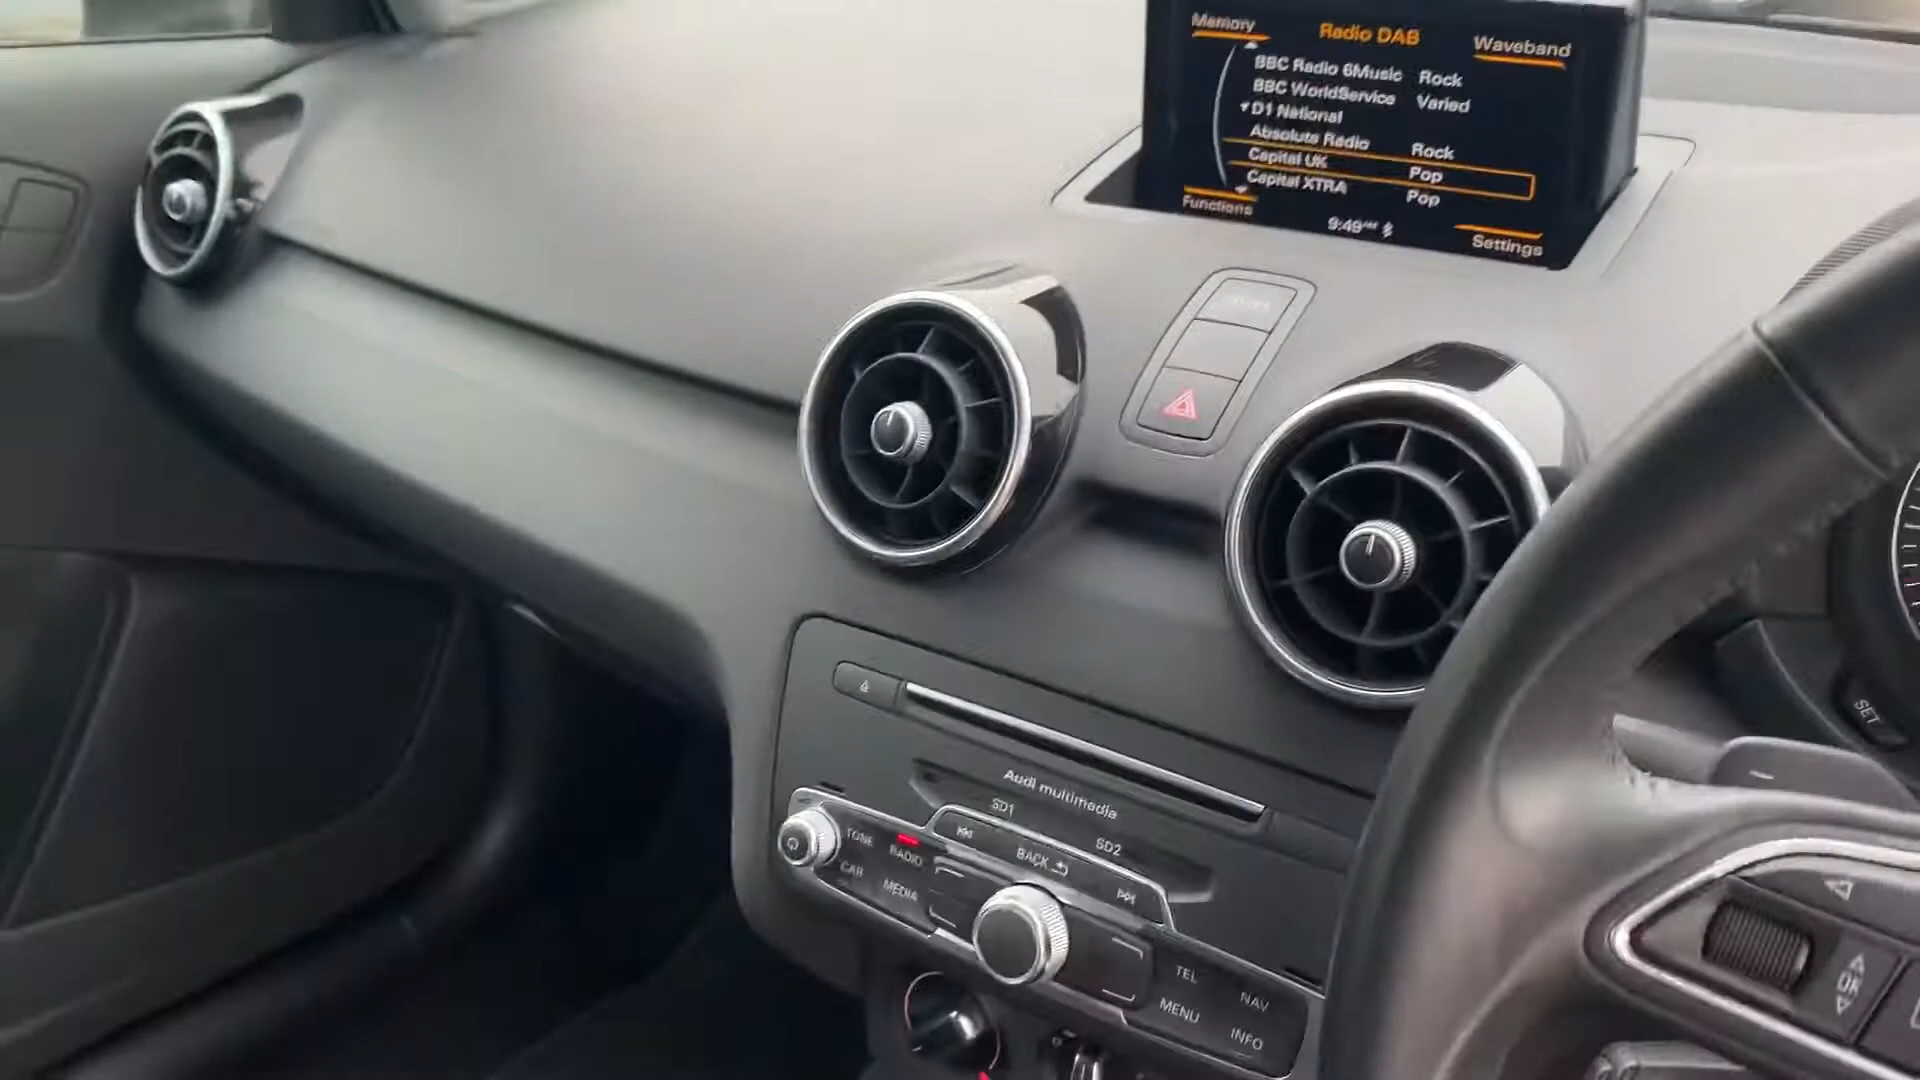 Memory Radio DAB Waveband
BBC Radio 6Music Rock
BBC WorldService Varied
D1 National
Absolute Radio Rock
Capital UK Pop
Capital XTRA Pop
Functions 9:49 AM Settings
SET
Audi multimedia
SD1
SD2
TONE
RADIO
BACK
CAR
MEDIA
TEL
NAV
MENU
INFO
OK